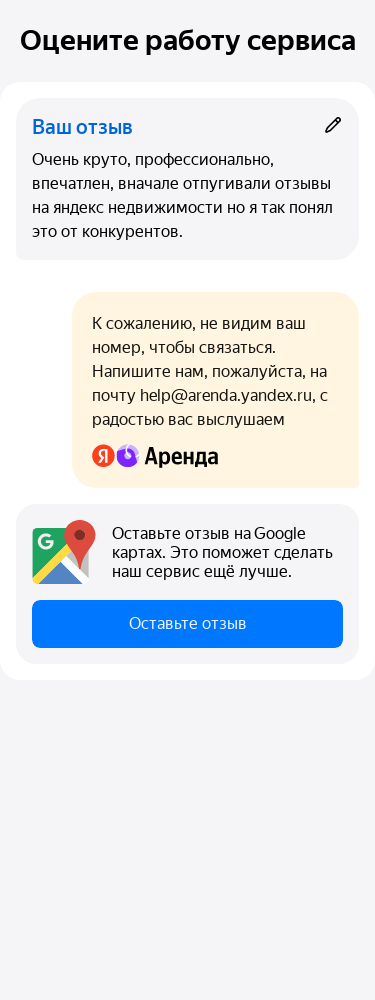 Оцените работу сервиса
Ваш отзыв
Очень круто, профессионально,
впечатлен, вначале отпугивали отзывы
на яндекс недвижимости но я так понял
это от конкурентов.
К сожалению, не видим ваш
номер, чтобы связаться.
Напишите нам, пожалуйста, на
почту help@arenda.yandex.ru, с
радостью вас выслушаем
Я Аренда
G
Оставьте отзыв на Google
картах. Это поможет сделать
наш сервис ещё лучше.
Оставьте отзыв